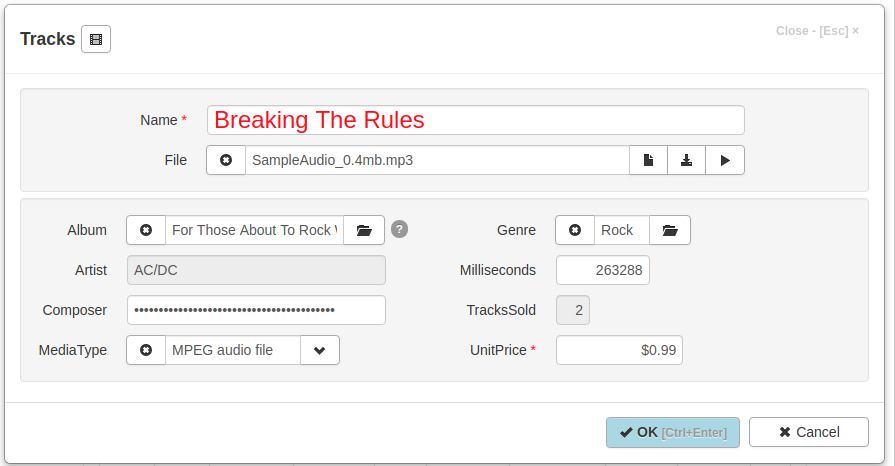 Tracks
Close - [Esc] ×
Name *
Breaking The Rules
File
SampleAudio_0.4mb.mp3
Album
For Those About To Rock
?
Genre
Rock
Artist
AC/DC
Milliseconds
263288
Composer
••••••••••••••••••••••••••••••••••••••••
TracksSold
2
MediaType
MPEG audio file
UnitPrice *
$0.99
OK [Ctrl+Enter]
Cancel